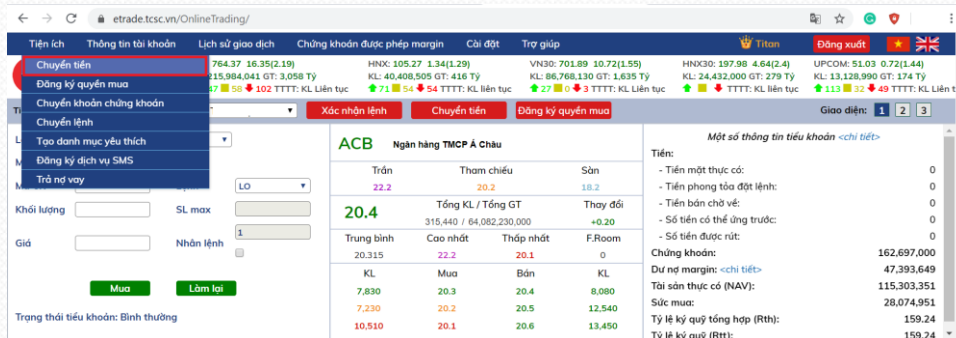 etrade.tcsc.vn/OnlineTrading/
Tiện ích Thông tin tài khoản Lịch sử giao dịch Chứng khoán được phép margin Cài đặt Trợ giúp Titan Đăng xuất
Chuyển tiền
Đăng ký quyền mua
Chuyển khoản chứng khoán
Chuyển lệnh
Tạo danh mục yêu thích
Đăng ký dịch vụ SMS
Trả nợ vay
764.37 16.35(2.19) HNX: 105.27 1.34(1.29) VN30: 701.89 10.72(1.55) HNX30: 197.98 4.64(2.4) UPCOM: 51.03 0.72(1.44)
215,984,041 GT: 3,058 Tỷ KL: 40,408,505 GT: 416 Tỷ KL: 86,768,130 GT: 1,635 Tỷ KL: 24,432,000 GT: 279 Tỷ KL: 13,128,990 GT: 174 Tỷ
47 58 102 TTTT: KL Liên tục 71 54 54 TTTT: KL liên tục 27 0 3 TTTT: KL Liên tục TTTT: KL liên tục 113 32 49 TTTT: KL Liên t
Xác nhận lệnh Chuyển tiền Đăng ký quyền mua Giao diện: 1 2 3
LO
Khối lượng SL max
1
Giá Nhân lệnh
Mua Làm lại
Trạng thái tiểu khoản: Bình thường
ACB Ngân hàng TMCP Á Châu
Trần Tham chiếu Sàn
22.2 20.2 18.2
20.4 Tổng KL / Tổng GT Thay đổi
315,440 / 64,082,230,000 +0.20
Trung bình Cao nhất Thấp nhất F.Room
20.315 22.2 20.1 0
KL Mua Bán KL
7,830 20.3 20.4 8,080
7,230 20.2 20.5 12,540
10,510 20.1 20.6 13,450
Một số thông tin tiểu khoản <chi tiết>
Tiền:
- Tiền mặt thực có: 0
- Tiền phong tỏa đặt lệnh: 0
- Tiền bán chờ về: 0
- Số tiền có thể ứng trước: 0
- Số tiền được rút: 0
Chứng khoán: 162,697,000
Dư nợ margin: <chi tiết> 47,393,649
Tài sản thực có (NAV): 115,303,351
Sức mua: 28,074,951
Tỷ lệ ký quỹ tổng hợp (Rth): 159.24
Tỷ lệ ký quỹ (Rtt): 159.24